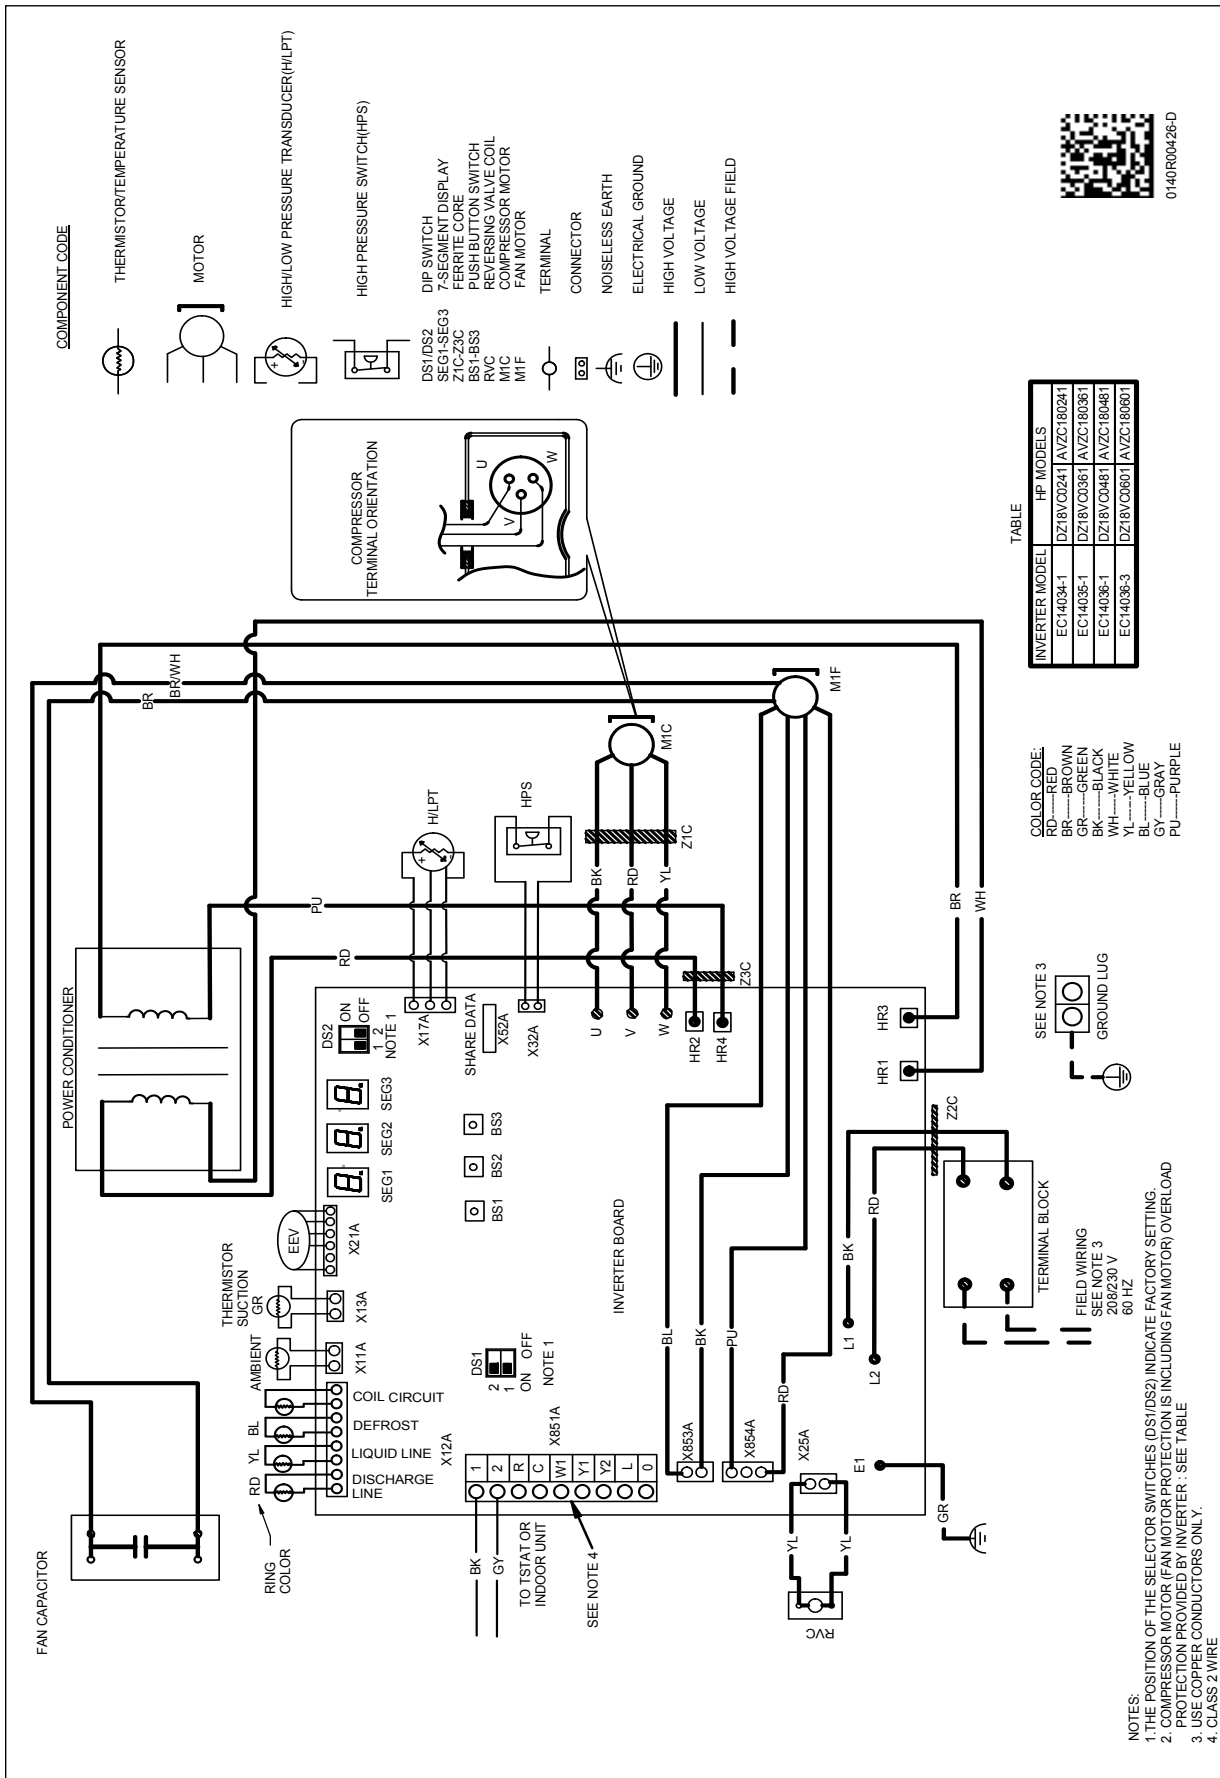 COMPONENT CODE
THERMISTOR/TEMPERATURE SENSOR
MOTOR
HIGH/LOW PRESSURE TRANSDUCER(H/LPT)
HIGH PRESSURE SWITCH(HPS)
DS1/DS2 DIP SWITCH
SEG1-SEG3 7-SEGMENT DISPLAY
Z1C-Z3C FERRITE CORE
BS1-BS3 PUSH BUTTON SWITCH
RVC REVERSING VALVE COIL
M1C COMPRESSOR MOTOR
M1F FAN MOTOR
TERMINAL
CONNECTOR
NOISELESS EARTH
ELECTRICAL GROUND
HIGH VOLTAGE
LOW VOLTAGE
HIGH VOLTAGE FIELD
0140R00426-D
COMPRESSOR
TERMINAL ORIENTATION
U
V
W
TABLE
INVERTER MODEL HP MODELS
EC14034-1 DZ18VC0241 AVZC180241
EC14035-1 DZ18VC0361 AVZC180361
EC14036-1 DZ18VC0481 AVZC180481
EC14036-3 DZ18VC0601 AVZC180601
FAN CAPACITOR
POWER CONDITIONER
BR
BR/WH
RD
PU
RING
COLOR
RD
YL
BL
AMBIENT
THERMISTOR
SUCTION
GR
EEV
COIL CIRCUIT
DEFROST
LIQUID LINE
DISCHARGE
LINE
X12A
X11A
X13A
X21A
SEG1
SEG2
SEG3
DS2
ON
OFF
1 2
NOTE 1
X17A
H/LPT
+
-
SHARE DATA
X52A
X32A
HPS
BS1
BS2
BS3
DS1
2
1
ON
OFF
NOTE 1
X851A
1
2
R
C
W1
Y1
Y2
L
0
BK
GY
TO TSTAT OR
INDOOR UNIT
SEE NOTE 4
INVERTER BOARD
U
V
W
BK
RD
YL
Z1C
M1C
M1F
HR2
HR4
Z3C
X853A
BL
BK
X854A
PU
RD
X25A
YL
YL
RVC
E1
GR
L1
L2
BK
RD
HR1
HR3
Z2C
BR
WH
TERMINAL BLOCK
FIELD WIRING
SEE NOTE 3
208/230 V
60 HZ
SEE NOTE 3
GROUND LUG
COLOR CODE:
RD-----RED
BR-----BROWN
GR-----GREEN
BK-----BLACK
WH-----WHITE
YL-----YELLOW
BL-----BLUE
GY-----GRAY
PU-----PURPLE
NOTES:
1.THE POSITION OF THE SELECTOR SWITCHES (DS1/DS2) INDICATE FACTORY SETTING.
2. COMPRESSOR MOTOR (FAN MOTOR PROTECTION IS INCLUDING FAN MOTOR) OVERLOAD
PROTECTION PROVIDED BY INVERTER : SEE TABLE
3. USE COPPER CONDUCTORS ONLY.
4. CLASS 2 WIRE